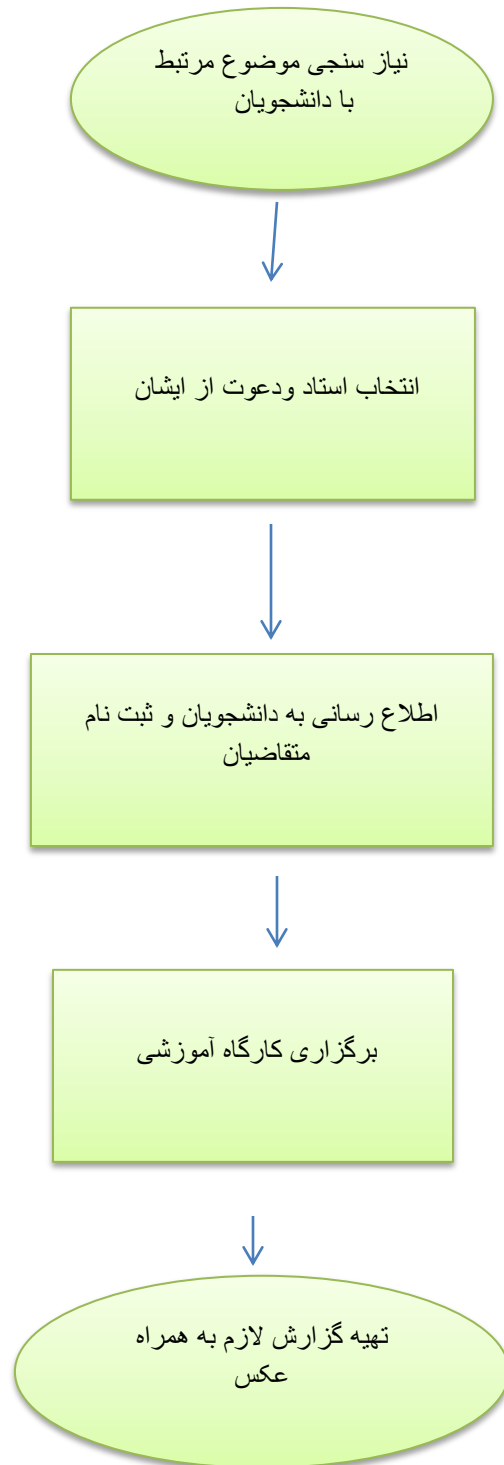 نیاز سنجی موضوع مرتبط
با دانشجویان
انتخاب استاد ودعوت از ایشان
اطلاع رسانی به دانشجویان و ثبت نام
متقاضیان
برگزاری کارگاه آموزشی
تهیه گزارش لازم به همراه
عکس